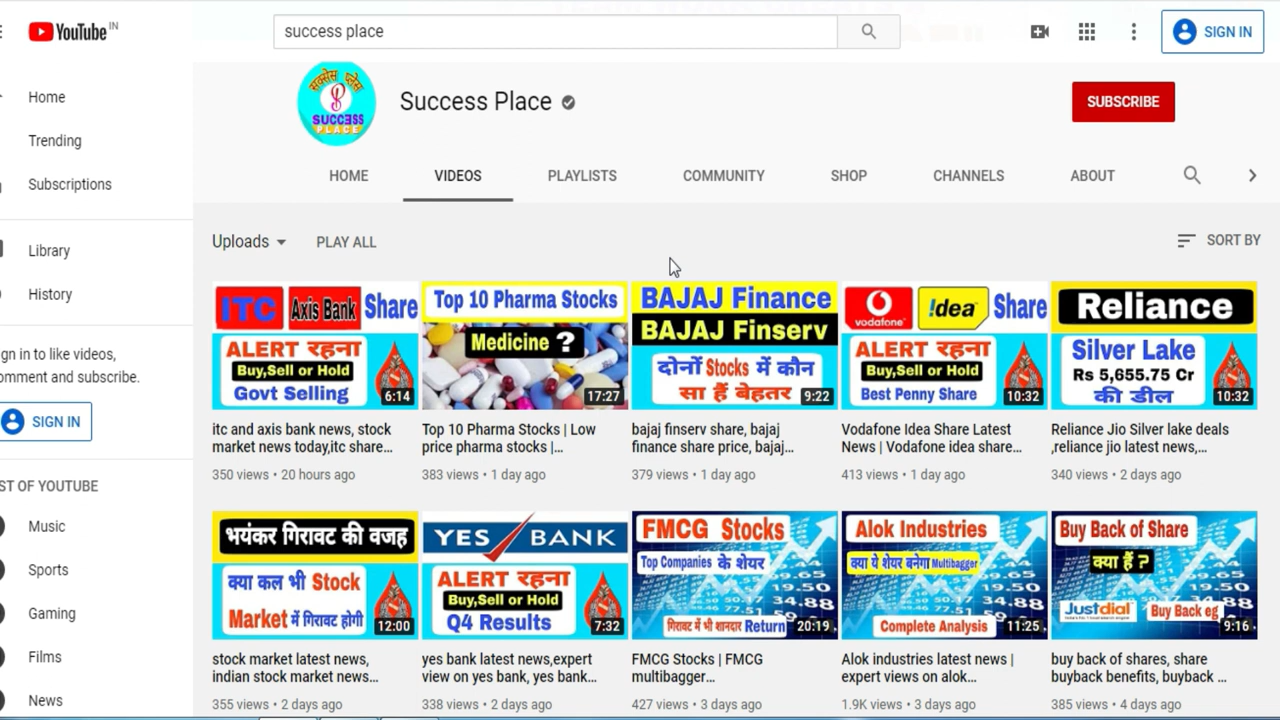 YouTube IN
success place
SIGN IN
Home
Trending
Subscriptions
Library
History
gn in to like videos,
omment and subscribe.
SIGN IN
ST OF YOUTUBE
Music
Sports
Gaming
Films
News
सक्सेस प्लेस
SUCCESS
PLACE
Success Place
SUBSCRIBE
HOME
VIDEOS
PLAYLISTS
COMMUNITY
SHOP
CHANNELS
ABOUT
Uploads
PLAY ALL
SORT BY
ITC Axis Bank Share
ALERT रहना
Buy,Sell or Hold
Govt Selling
6:14
itc and axis bank news, stock
market news today,itc share...
350 views • 20 hours ago
Top 10 Pharma Stocks
Medicine ?
17:27
Top 10 Pharma Stocks | Low
price pharma stocks |...
383 views • 1 day ago
BAJAJ Finance
BAJAJ Finserv
दोनों Stocks में कौन
सा हैं बेहतर
9:22
bajaj finserv share, bajaj
finance share price, bajaj...
379 views • 1 day ago
vodafone !dea Share
ALERT रहना
Buy,Sell or Hold
Best Penny Share
10:32
Vodafone Idea Share Latest
News | Vodafone idea share...
413 views • 1 day ago
Reliance
Silver Lake
Rs 5,655.75 Cr
की डील
10:32
Reliance Jio Silver lake deals
,reliance jio latest news,...
340 views • 2 days ago
भयंकर गिरावट की वजह
क्या कल भी Stock
Market में गिरावट होगी
12:00
stock market latest news,
indian stock market news...
355 views • 2 days ago
YES BANK
ALERT रहना
Buy,Sell or Hold
Q4 Results
7:32
yes bank latest news,expert
view on yes bank, yes bank...
338 views • 2 days ago
FMCG Stocks
Top Companies के शेयर
गिरावट में भी शानदार Return
20:19
FMCG Stocks | FMCG
multibagger...
427 views • 3 days ago
Alok Industries
क्या ये शेयर बनेगा Multibagger
Complete Analysis
11:25
Alok industries latest news |
expert views on alok...
1.9K views • 3 days ago
Buy Back of Share
क्या हैं ?
Justdial
Buy Back eg
9:16
buy back of shares, share
buyback benefits, buyback ...
385 views • 4 days ago